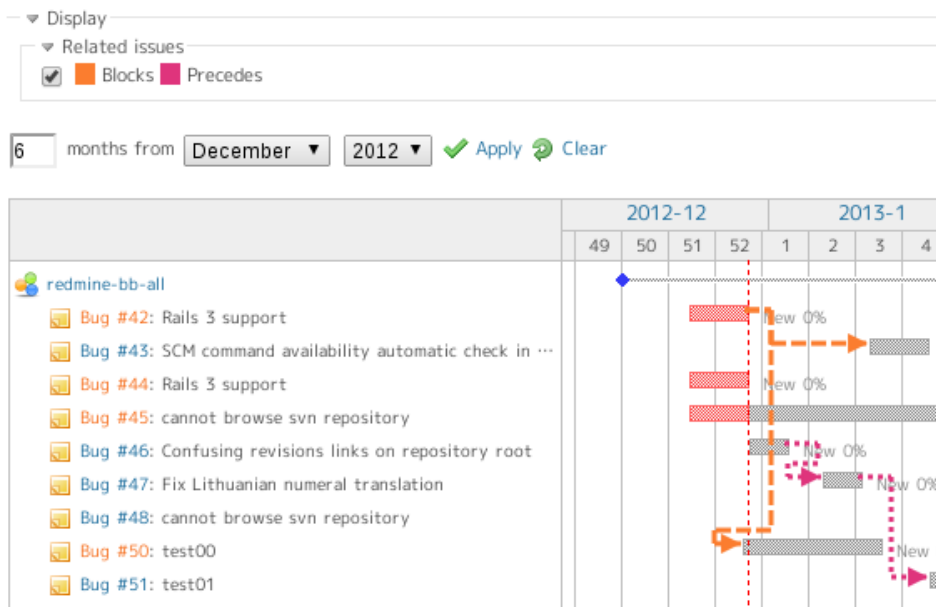 Display
Related issues
Blocks Precedes
6 months from December 2012 Apply Clear
2012-12 2013-1
49 50 51 52 1 2 3 4
redmine-bb-all
Bug #42: Rails 3 support New 0%
Bug #43: SCM command availability automatic check in ...
Bug #44: Rails 3 support New 0%
Bug #45: cannot browse svn repository
Bug #46: Confusing revisions links on repository root New 0%
Bug #47: Fix Lithuanian numeral translation New 0%
Bug #48: cannot browse svn repository
Bug #50: test00 New
Bug #51: test01